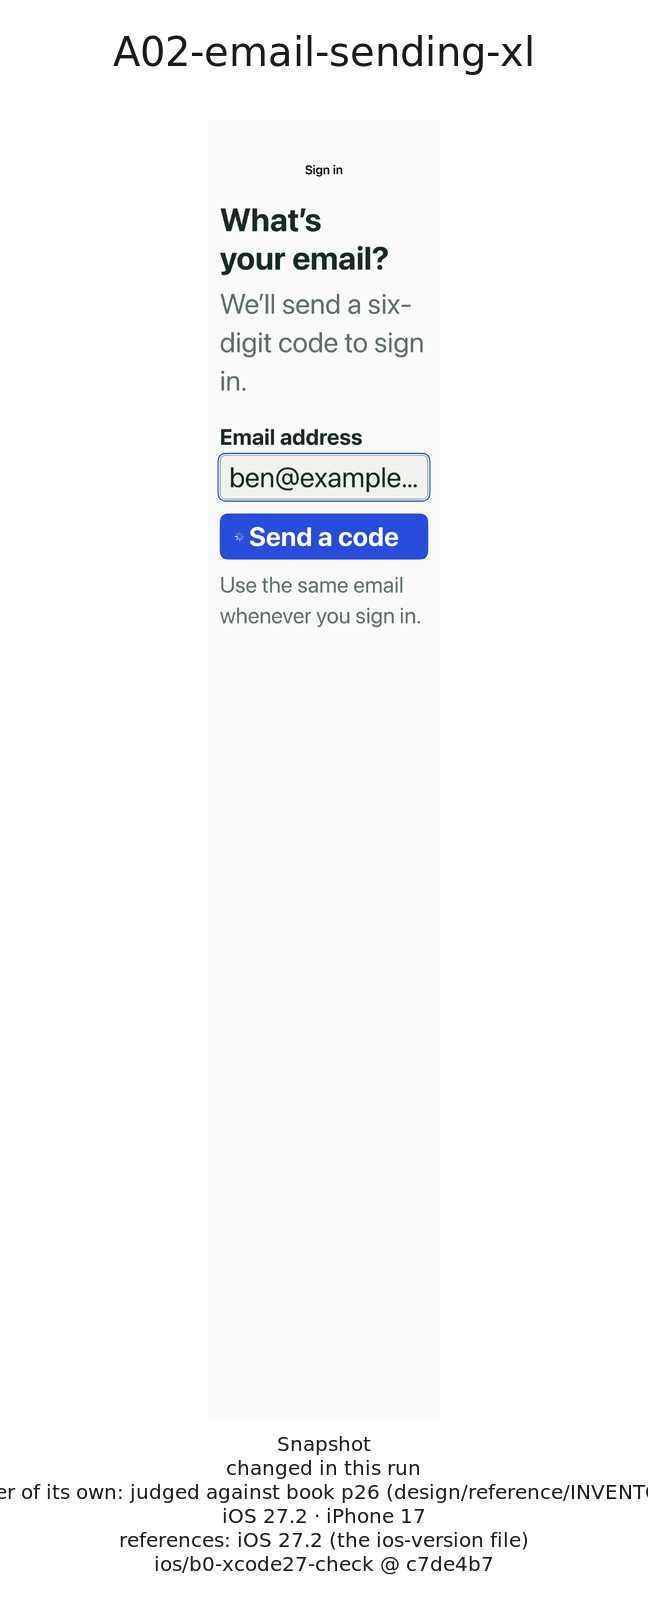 A02-email-sending-xl
Sign in
What's
your email?
We'll send a six-
digit code to sign
in.
Email address
ben@example...
Send a code
Use the same email
whenever you sign in.
Snapshot
changed in this run
of its own: judged against book p26 (design/reference/
iOS 27.2 · iPhone 17
references: iOS 27.2 (the ios-version file)
ios/b0-xcode27-check @ c7de4b7